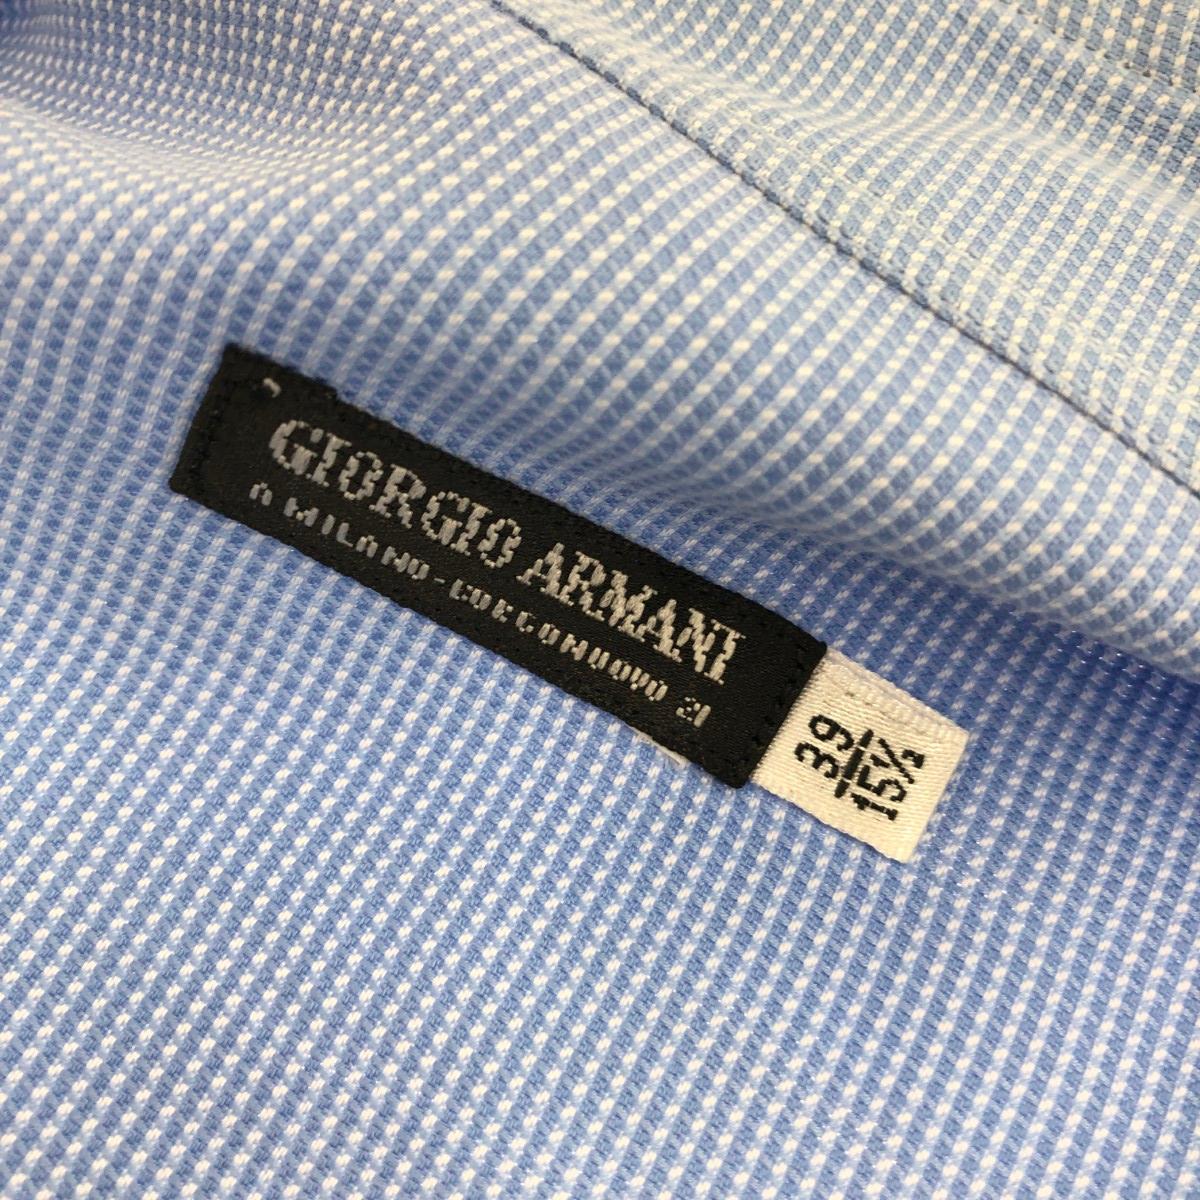 GIORGIO ARMANI
A MILANO - BORGONUOVO 21
39
15½